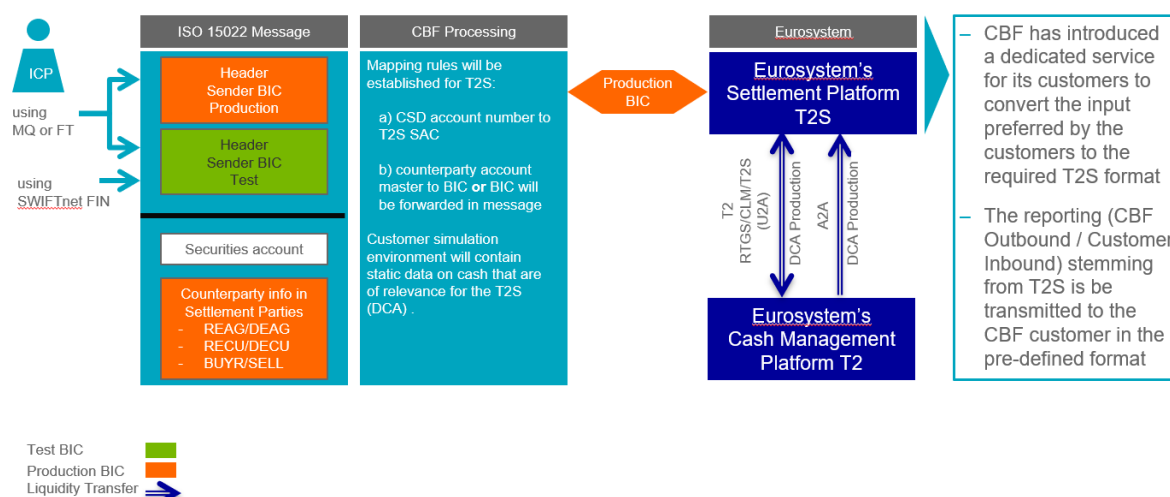 ICP
using
MQ or FT
using
SWIFTnet FIN
ISO 15022 Message
Header
Sender BIC
Production
Header
Sender BIC
Test
Securities account
Counterparty info in
Settlement Parties
- REAG/DEAG
- RECU/DECU
- BUYR/SELL
CBF Processing
Mapping rules will be
established for T2S:
a) CSD account number to
T2S SAC
b) counterparty account
master to BIC or BIC will
be forwarded in message
Customer simulation
environment will contain
static data on cash that are
of relevance for the T2S
(DCA) .
Production
BIC
Eurosystem
Eurosystem's
Settlement Platform
T2S
T2
RTGS/CLM/T2S
(U2A)
DCA Production
A2A
DCA Production
Eurosystem's
Cash Management
Platform T2
– CBF has introduced
a dedicated service
for its customers to
convert the input
preferred by the
customers to the
required T2S format
– The reporting (CBF
Outbound / Customer
Inbound) stemming
from T2S is be
transmitted to the
CBF customer in the
pre-defined format
Test BIC
Production BIC
Liquidity Transfer